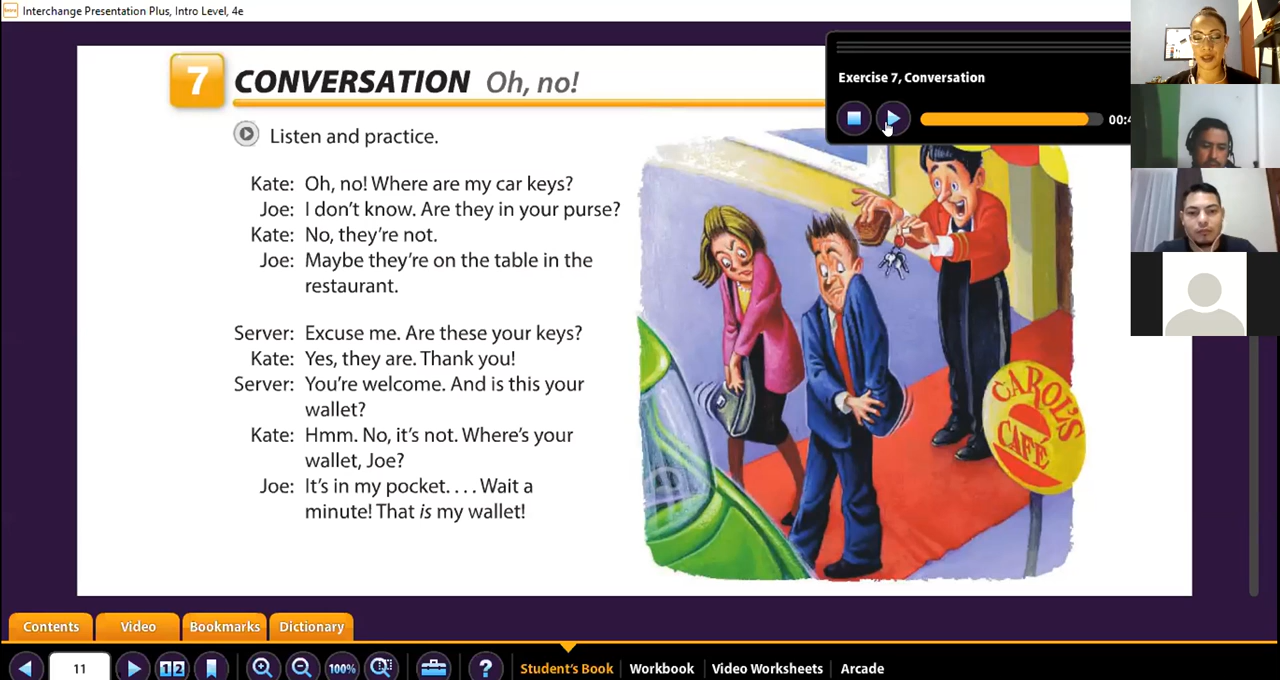 Interchange Presentation Plus, Intro Level, 4e
7 CONVERSATION Oh, no!
Listen and practice.
Kate: Oh, no! Where are my car keys?
Joe: I don't know. Are they in your purse?
Kate: No, they're not.
Joe: Maybe they're on the table in the
restaurant.
Server: Excuse me. Are these your keys?
Kate: Yes, they are. Thank you!
Server: You're welcome. And is this your
wallet?
Kate: Hmm. No, it's not. Where's your
wallet, Joe?
Joe: It's in my pocket. . . . Wait a
minute! That is my wallet!
Exercise 7, Conversation
00:4
CAROL'S
CAFE
Contents Video Bookmarks Dictionary
11 12 100% ? Student's Book Workbook Video Worksheets Arcade